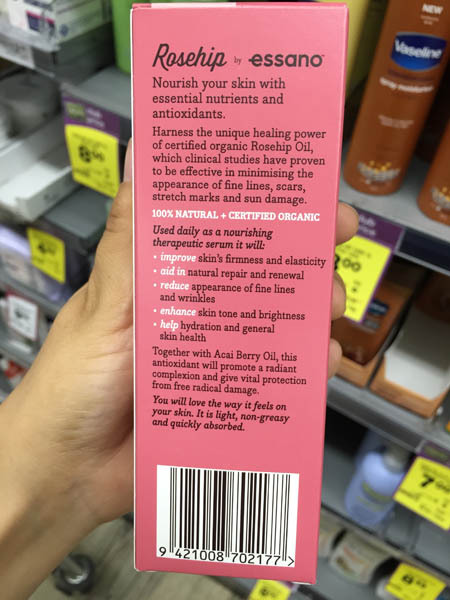 Rosehip by essano
Nourish your skin with
essential nutrients and
antioxidants.
Harness the unique healing power
of certified organic Rosehip Oil,
which clinical studies have proven
to be effective in minimising the
appearance of fine lines, scars,
stretch marks and sun damage.
100% NATURAL + CERTIFIED ORGANIC
Used daily as a nourishing
therapeutic serum it will:
• improve skin's firmness and elasticity
• aid in natural repair and renewal
• reduce appearance of fine lines
and wrinkles
• enhance skin tone and brightness
• help hydration and general
skin health
Together with Acai Berry Oil, this
antioxidant will promote a radiant
complexion and give vital protection
from free radical damage.
You will love the way it feels on
your skin. It is light, non-greasy
and quickly absorbed.
9 421008 702177 >
NEW
Vaseline